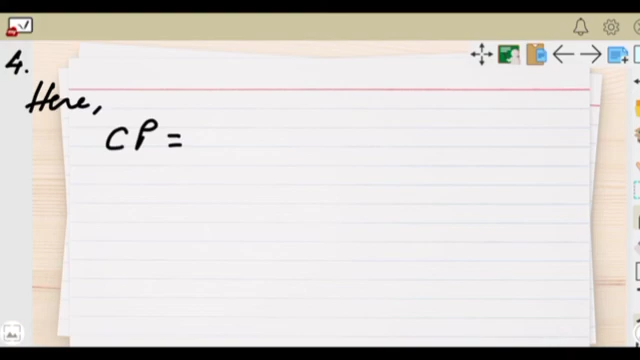 4.
Here,
CP =